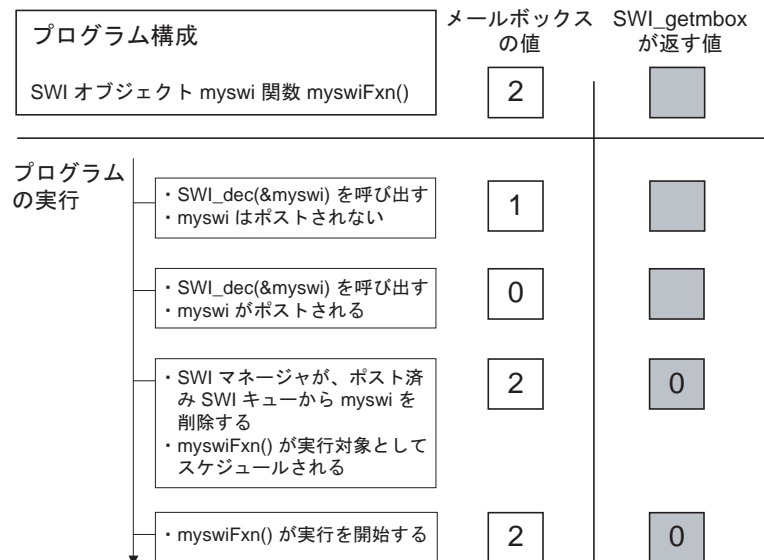 プログラム構成
SWI オブジェクト myswi 関数 myswiFxn()
メールボックス
の値
SWI_getmbox
が返す値
2
プログラム
の実行
・SWI_dec(&myswi) を呼び出す
・myswi はポストされない
1
・SWI_dec(&myswi) を呼び出す
・myswi がポストされる
0
・SWI マネージャが、ポスト済
み SWI キューから myswi を
削除する
・myswiFxn() が実行対象として
スケジュールされる
2
0
・myswiFxn() が実行を開始する
2
0